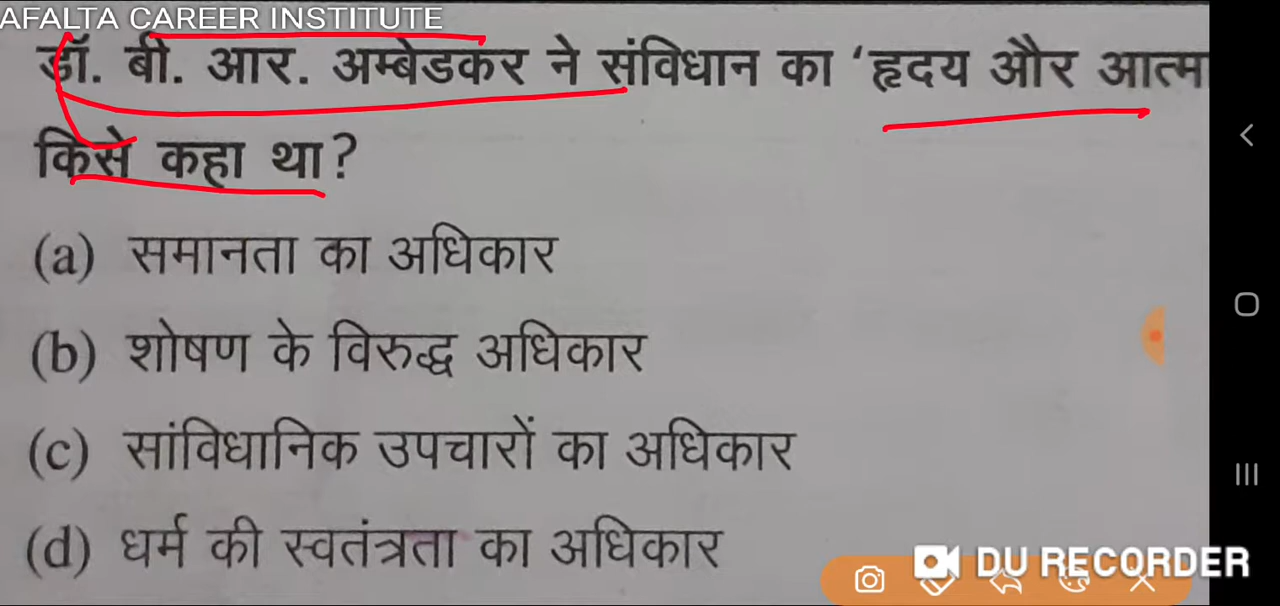 AFALTA CAREER INSTITUTE
डॉ. बी. आर. अम्बेडकर ने संविधान का ‘हृदय और आत्म
किसे कहा था?
(a) समानता का अधिकार
(b) शोषण के विरुद्ध अधिकार
(c) सांविधानिक उपचारों का अधिकार
(d) धर्म की स्वतंत्रता का अधिकार
DU RECORDER